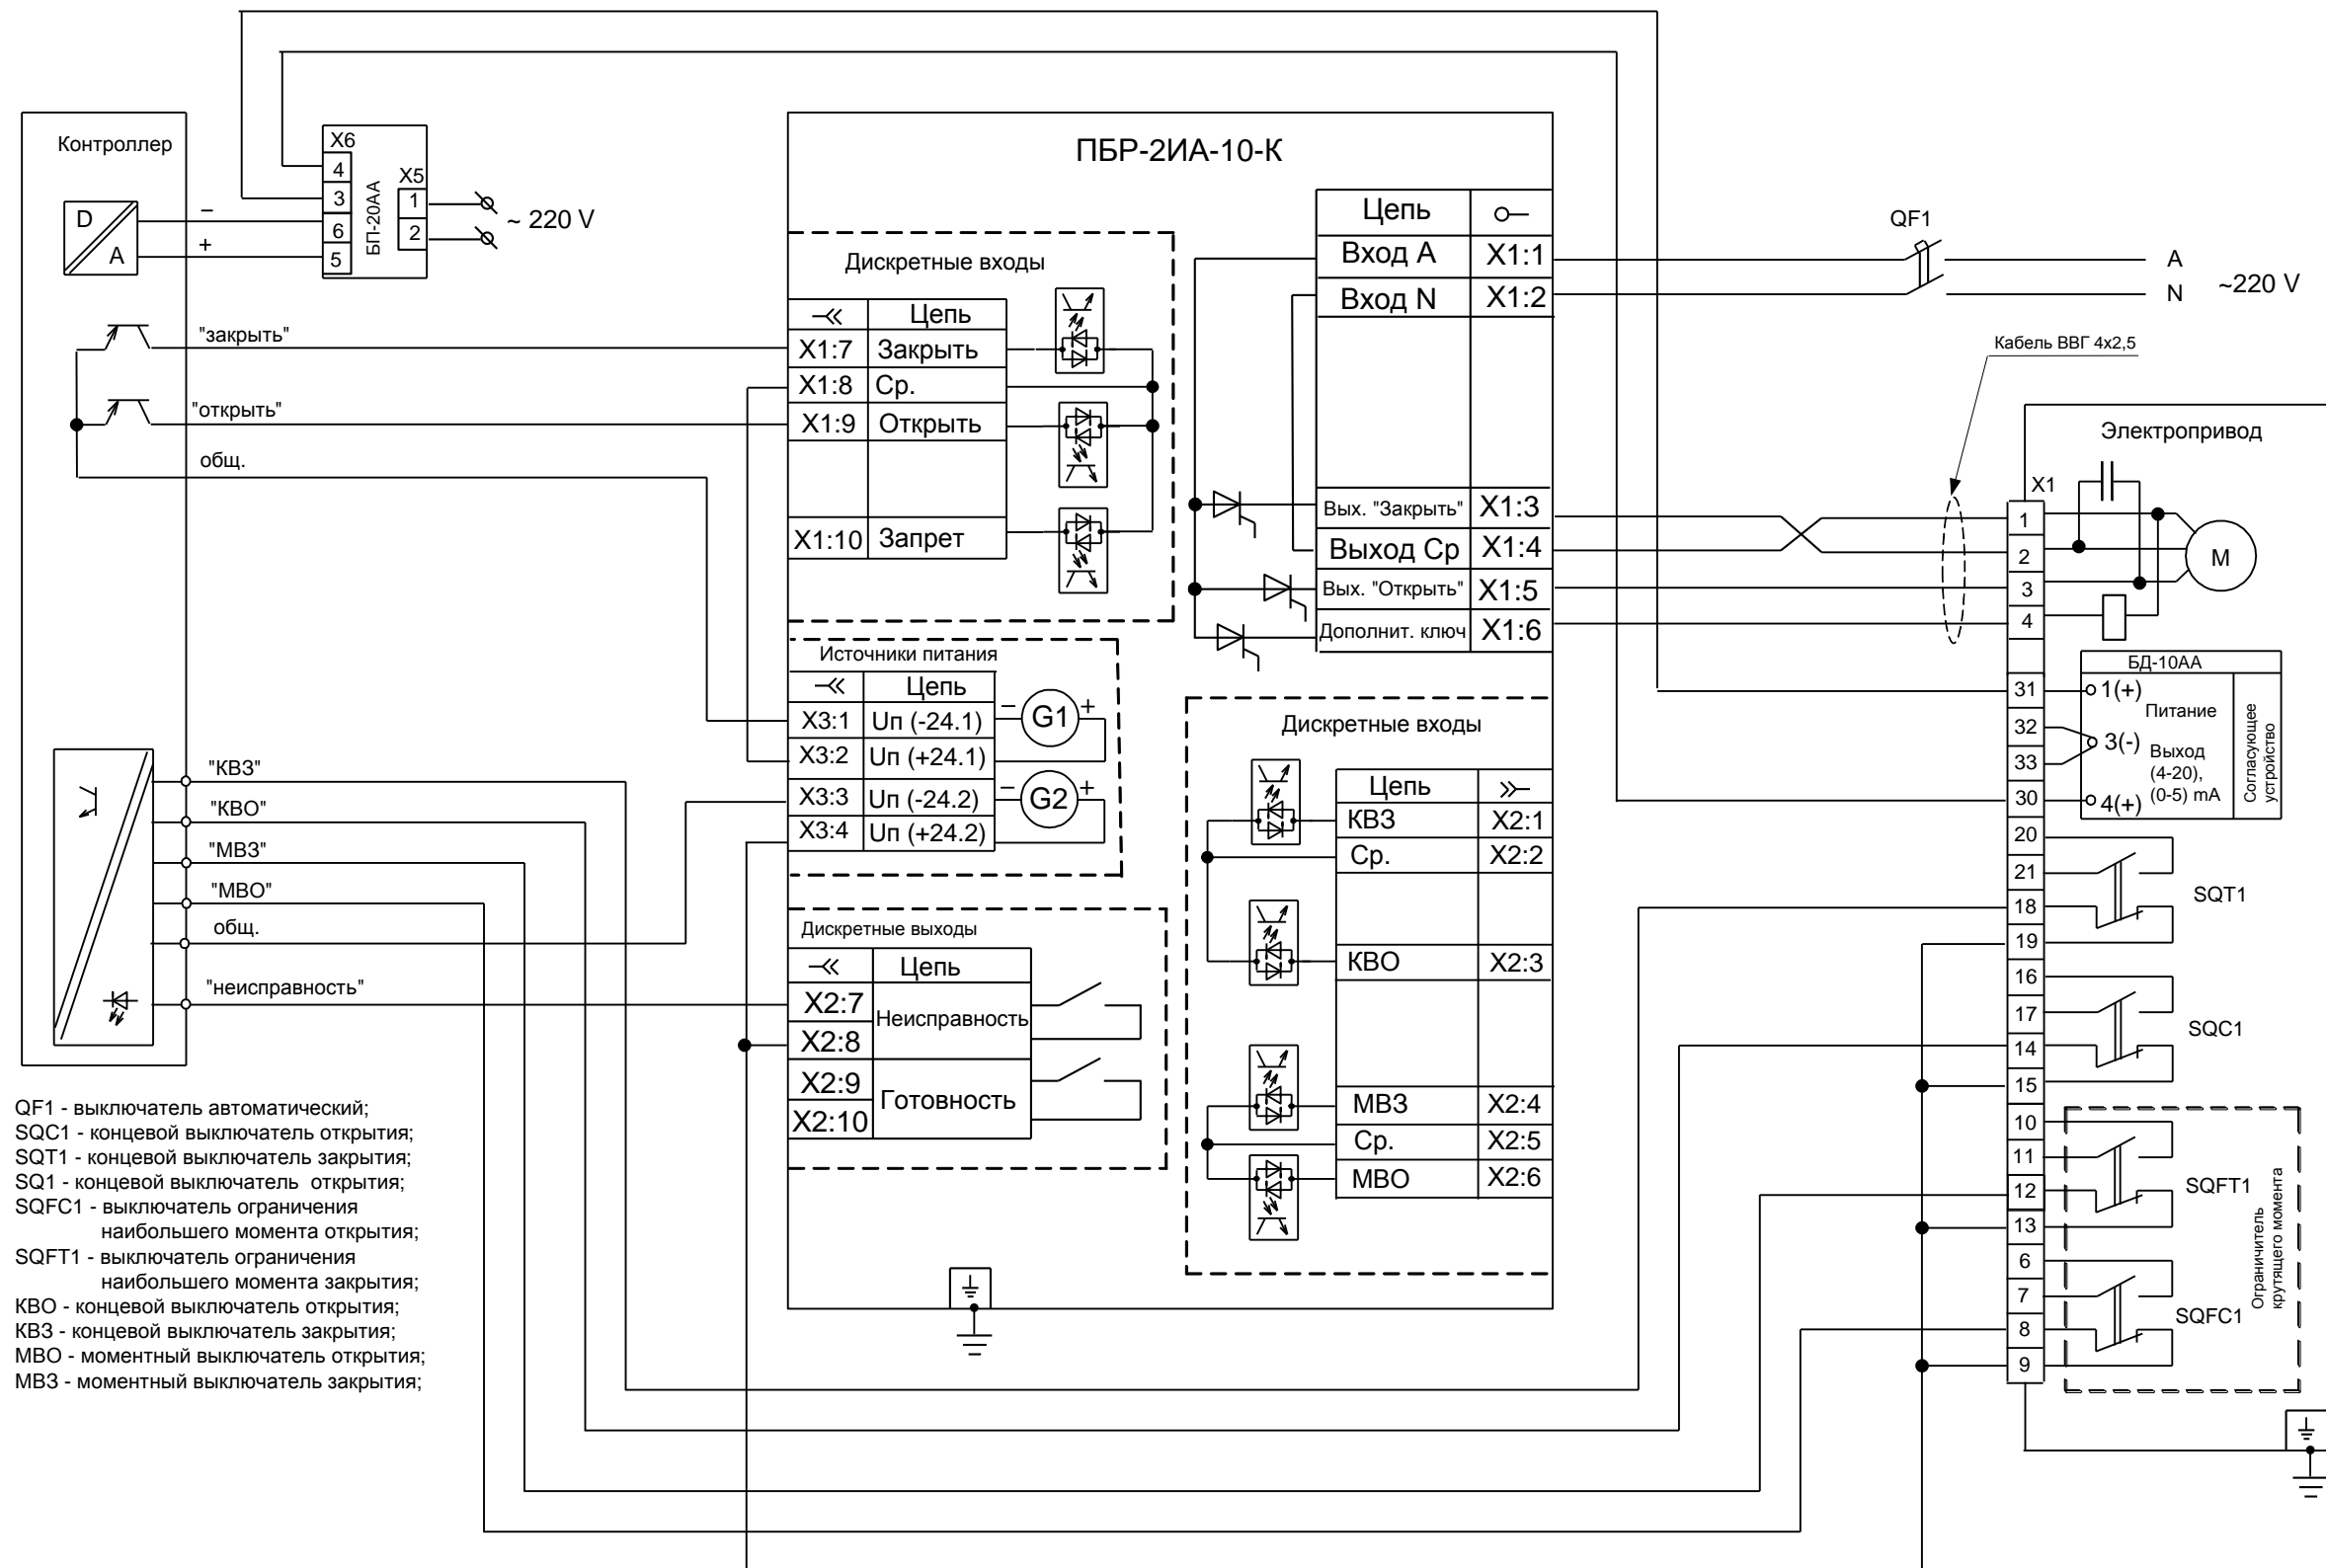 Контроллер
D
A
−
+
X6
4
3
6
5
БП-20АА
X5
1
2
~ 220 V
"закрыть"
"открыть"
общ.
"КВЗ"
"КВО"
"МВЗ"
"МВО"
общ.
"неисправность"
ПБР-2ИА-10-К
Дискретные входы
Цепь
X1:7 Закрыть
X1:8 Ср.
X1:9 Открыть
X1:10 Запрет
Источники питания
Цепь
X3:1 Uп (-24.1)
X3:2 Uп (+24.1)
X3:3 Uп (-24.2)
X3:4 Uп (+24.2)
− G1 +
− G2 +
Дискретные выходы
Цепь
X2:7
X2:8
Неисправность
X2:9
X2:10
Готовность
Цепь
Вход А X1:1
Вход N X1:2
Вых. "Закрыть" X1:3
Выход Ср X1:4
Вых. "Открыть" X1:5
Дополнит. ключ X1:6
Дискретные входы
Цепь
КВЗ X2:1
Ср. X2:2
КВО X2:3
МВЗ X2:4
Ср. X2:5
МВО X2:6
QF1
A
N
~220 V
Кабель ВВГ 4х2,5
Электропривод
X1
1
2
3
4
31
32
33
30
20
21
18
19
16
17
14
15
10
11
12
13
6
7
8
9
M
БД-10АА
1(+)
Питание
3(-)
Выход
(4-20),
(0-5) mA
4(+)
Согласующее
устройство
SQT1
SQC1
SQFT1
SQFC1
Ограничитель
крутящего момента
QF1 - выключатель автоматический;
SQC1 - концевой выключатель открытия;
SQT1 - концевой выключатель закрытия;
SQ1 - концевой выключатель открытия;
SQFC1 - выключатель ограничения
наибольшего момента открытия;
SQFT1 - выключатель ограничения
наибольшего момента закрытия;
КВО - концевой выключатель открытия;
КВЗ - концевой выключатель закрытия;
МВО - моментный выключатель открытия;
МВЗ - моментный выключатель закрытия;